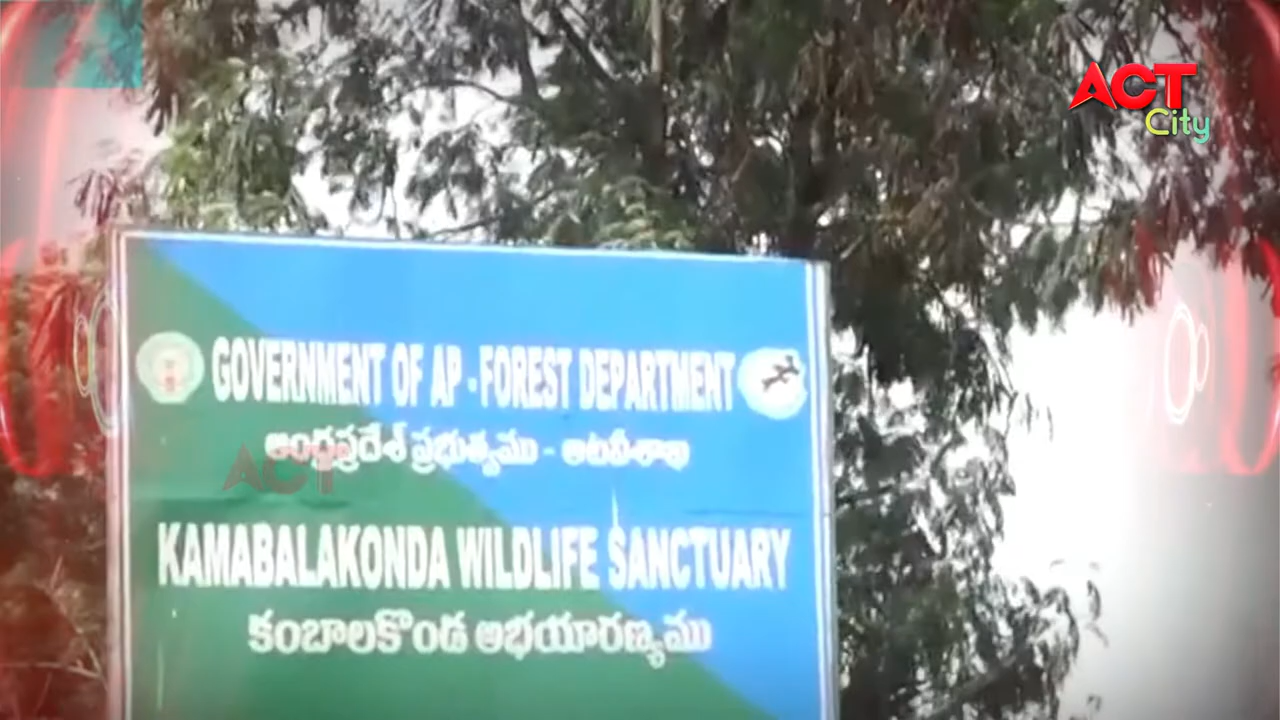 ACT
City
GOVERNMENT OF AP - FOREST DEPARTMENT
ఆంధ్రప్రదేశ్ ప్రభుత్వము - అటవీశాఖ
ACT
KAMABALAKONDA WILDLIFE SANCTUARY
కంబాలకొండ అభయారణ్యము